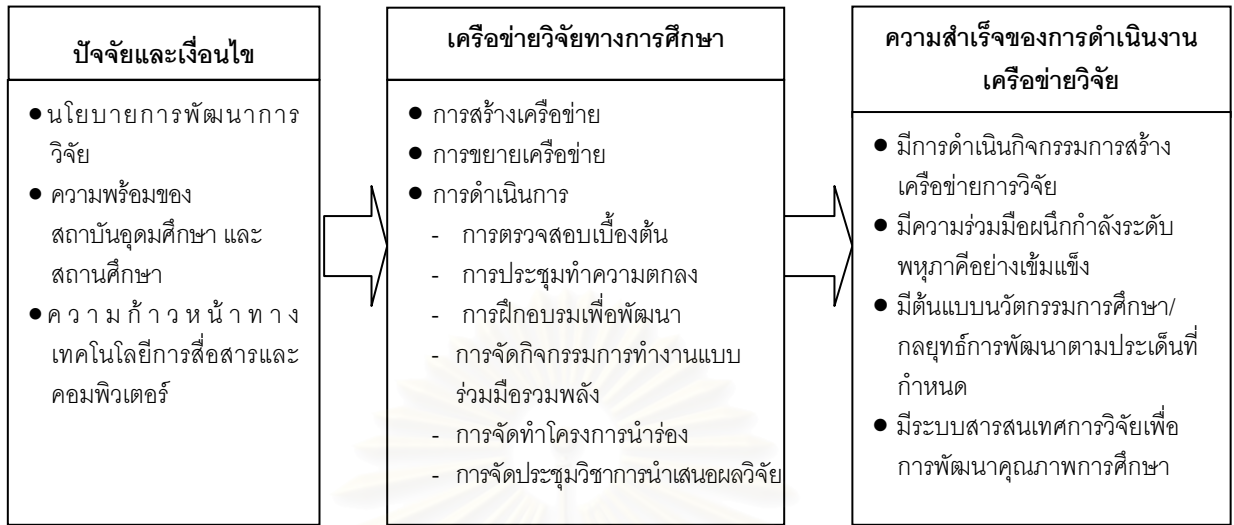 ปัจจัยและเงื่อนไข
●นโยบายการพัฒนาการ
วิจัย
● ความพร้อมของ
สถาบันอุดมศึกษา และ
สถานศึกษา
●ความก้าวหน้าทาง
เทคโนโลยีการสื่อสารและ
คอมพิวเตอร์
เครือข่ายวิจัยทางการศึกษา
● การสร้างเครือข่าย
● การขยายเครือข่าย
● การดำเนินการ
- การตรวจสอบเบื้องต้น
- การประชุมทำความตกลง
- การฝึกอบรมเพื่อพัฒนา
- การจัดกิจกรรมการทำงานแบบ
ร่วมมือรวมพลัง
- การจัดทำโครงการนำร่อง
- การจัดประชุมวิชาการนำเสนอผลวิจัย
ความสำเร็จของการดำเนินงาน
เครือข่ายวิจัย
● มีการดำเนินกิจกรรมการสร้าง
เครือข่ายการวิจัย
● มีความร่วมมือผนึกกำลังระดับ
พหุภาคีอย่างเข้มแข็ง
● มีต้นแบบนวัตกรรมการศึกษา/
กลยุทธ์การพัฒนาตามประเด็นที่
กำหนด
● มีระบบสารสนเทศการวิจัยเพื่อ
การพัฒนาคุณภาพการศึกษา